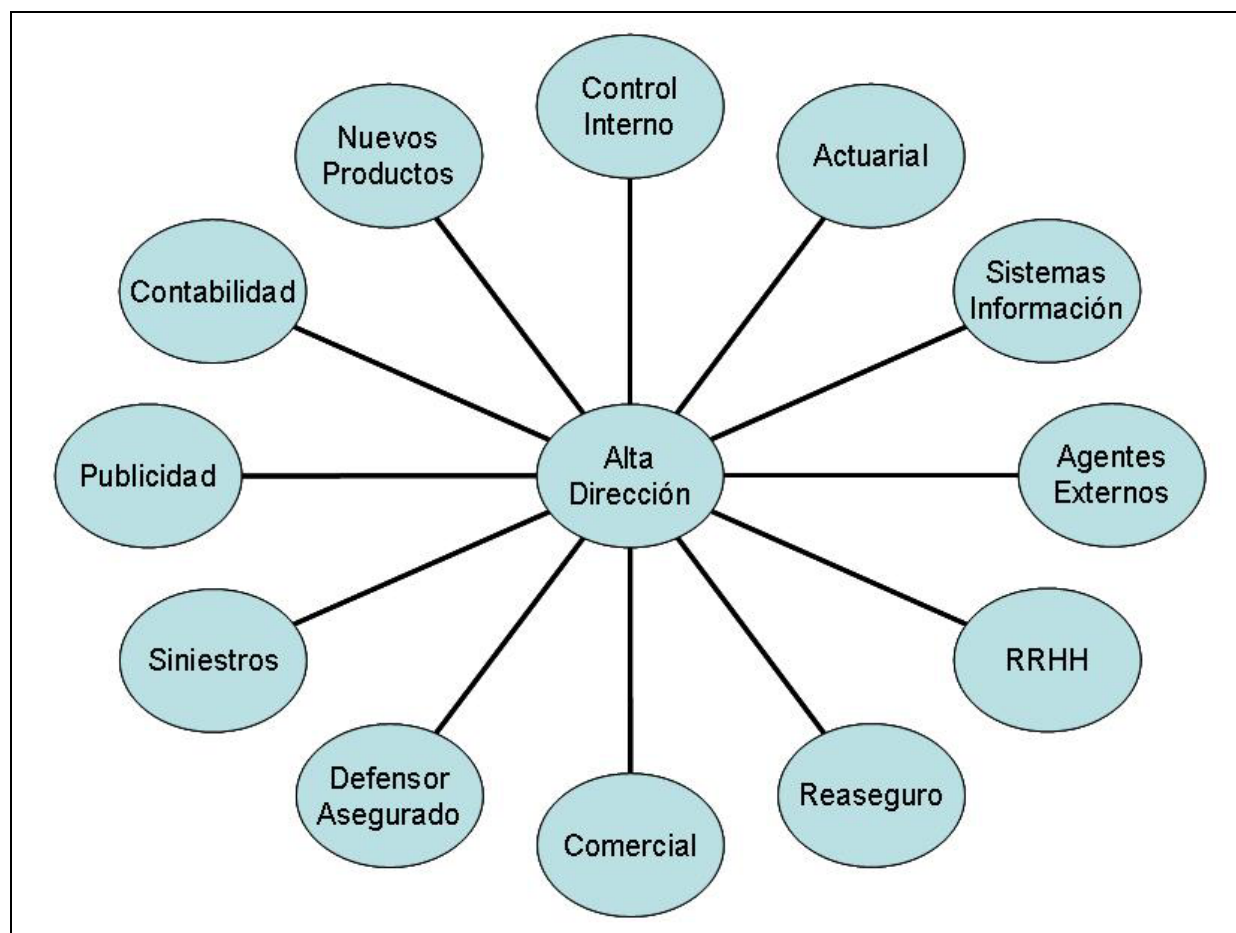 Control
Interno
Actuarial
Sistemas
Información
Agentes
Externos
RRHH
Reaseguro
Comercial
Defensor
Asegurado
Siniestros
Publicidad
Contabilidad
Nuevos
Productos
Alta
Dirección